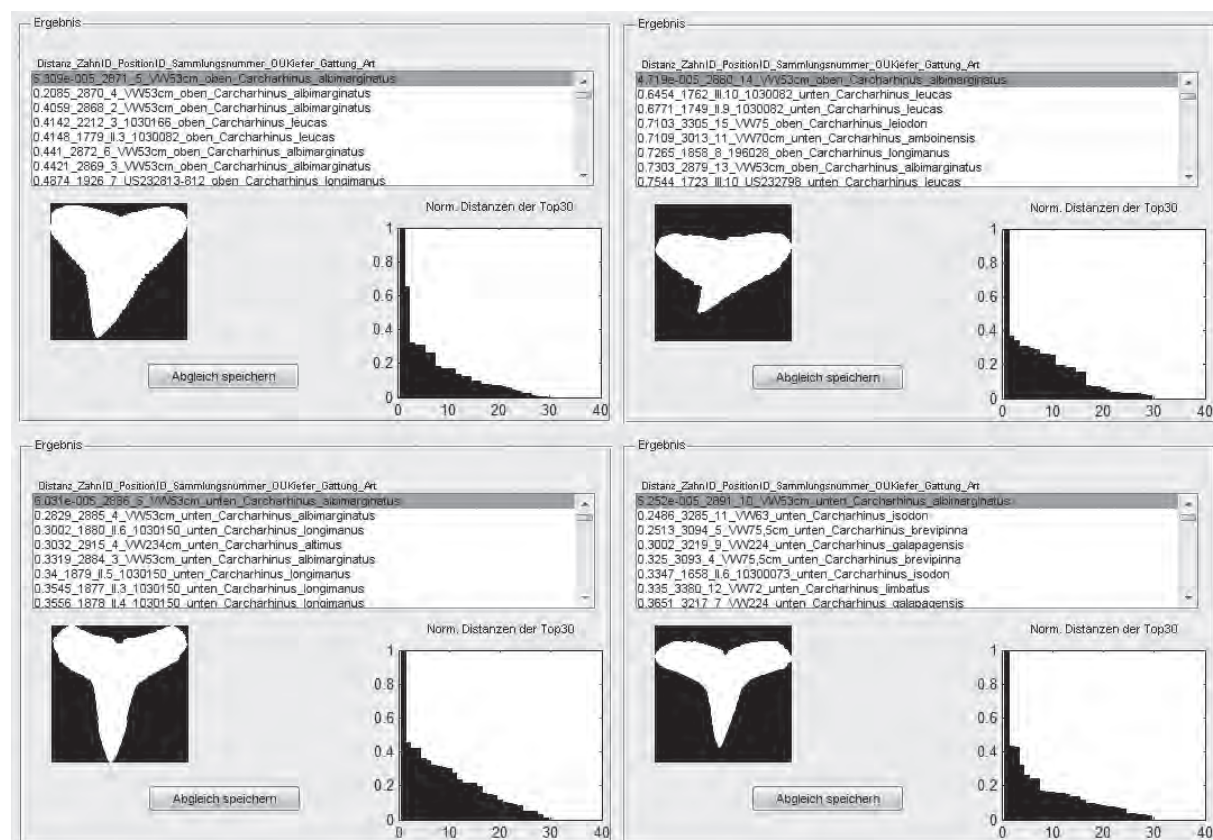 Ergebnis
Distanz_ZahnID_PositionID_Sammlungsnummer_OUKiefer_Gattung_Art
5.309e-005_2871_5_VW53cm_oben_Carcharhinus_albimarginatus
0.2085_2870_4_VW53cm_oben_Carcharhinus_albimarginatus
0.4059_2868_2_VW53cm_oben_Carcharhinus_albimarginatus
0.4142_2212_3_1030166_oben_Carcharhinus_leucas
0.4148_1779_II.3_1030082_oben_Carcharhinus_leucas
0.441_2872_6_VW53cm_oben_Carcharhinus_albimarginatus
0.4421_2869_3_VW53cm_oben_Carcharhinus_albimarginatus
0.4874_1926_7_US232813-812_oben_Carcharhinus_longimanus
Norm. Distanzen der Top30
1
0.8
0.6
0.4
0.2
0
0 10 20 30 40
Abgleich speichern
Ergebnis
Distanz_ZahnID_PositionID_Sammlungsnummer_OUKiefer_Gattung_Art
4.719e-005_2880_14_VW53cm_oben_Carcharhinus_albimarginatus
0.6454_1762_III.10_1030082_unten_Carcharhinus_leucas
0.6771_1749_II.9_1030082_unten_Carcharhinus_leucas
0.7103_3305_15_VW75_oben_Carcharhinus_leiodon
0.7109_3013_11_VW70cm_unten_Carcharhinus_amboinensis
0.7265_1858_8_196028_oben_Carcharhinus_longimanus
0.7303_2879_13_VW53cm_oben_Carcharhinus_albimarginatus
0.7544_1723_III.10_US232798_unten_Carcharhinus_leucas
Norm. Distanzen der Top30
1
0.8
0.6
0.4
0.2
0
0 10 20 30 40
Abgleich speichern
Ergebnis
Distanz_ZahnID_PositionID_Sammlungsnummer_OUKiefer_Gattung_Art
6.031e-005_2886_5_VW53cm_unten_Carcharhinus_albimarginatus
0.2829_2885_4_VW53cm_unten_Carcharhinus_albimarginatus
0.3002_1880_II.6_1030150_unten_Carcharhinus_longimanus
0.3032_2915_4_VW234cm_unten_Carcharhinus_altimus
0.3319_2884_3_VW53cm_unten_Carcharhinus_albimarginatus
0.34_1879_II.5_1030150_unten_Carcharhinus_longimanus
0.3545_1877_II.3_1030150_unten_Carcharhinus_longimanus
0.3556_1878_II.4_1030150_unten_Carcharhinus_longimanus
Norm. Distanzen der Top30
1
0.8
0.6
0.4
0.2
0
0 10 20 30 40
Abgleich speichern
Ergebnis
Distanz_ZahnID_PositionID_Sammlungsnummer_OUKiefer_Gattung_Art
5.252e-005_2891_10_VW53cm_unten_Carcharhinus_albimarginatus
0.2486_3285_11_VW63_unten_Carcharhinus_isodon
0.2513_3094_5_VW75,5cm_unten_Carcharhinus_brevipinna
0.3002_3219_9_VW224_unten_Carcharhinus_galapagensis
0.325_3093_4_VW75,5cm_unten_Carcharhinus_brevipinna
0.3347_1658_II.6_10300073_unten_Carcharhinus_isodon
0.335_3380_12_VW72_unten_Carcharhinus_limbatus
0.3651_3217_7_VW224_unten_Carcharhinus_galapagensis
Norm. Distanzen der Top30
1
0.8
0.6
0.4
0.2
0
0 10 20 30 40
Abgleich speichern